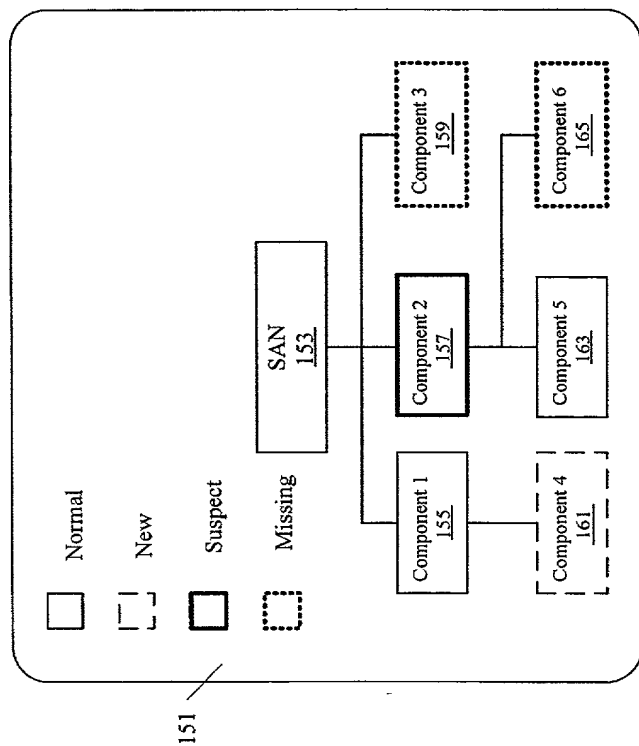 Normal
New
Suspect
Missing
SAN
153
Component 1
155
Component 2
157
Component 3
159
Component 4
161
Component 5
163
Component 6
165
151